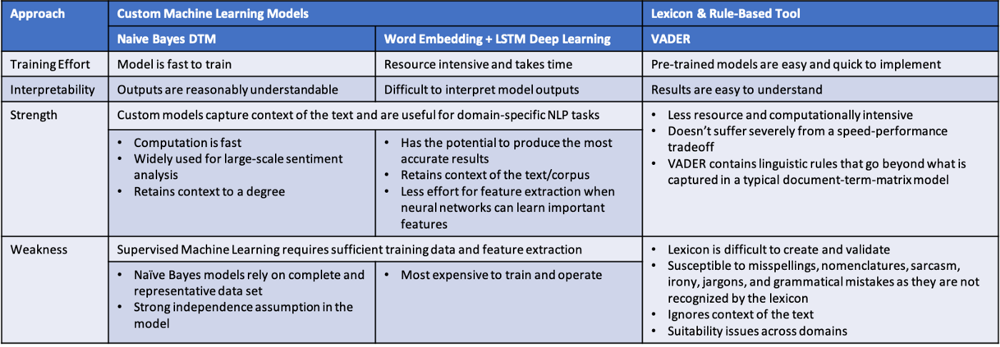 Approach
Custom Machine Learning Models
Lexicon & Rule-Based Tool
Naive Bayes DTM
Word Embedding + LSTM Deep Learning
VADER
Training Effort
Model is fast to train
Resource intensive and takes time
Pre-trained models are easy and quick to implement
Interpretability
Outputs are reasonably understandable
Difficult to interpret model outputs
Results are easy to understand
Strength
Custom models capture context of the text and are useful for domain-specific NLP tasks
• Computation is fast
• Widely used for large-scale sentiment
analysis
• Retains context to a degree
• Has the potential to produce the most
accurate results
• Retains context of the text/corpus
• Less effort for feature extraction when
neural networks can learn important
features
• Less resource and computationally intensive
• Doesn't suffer severely from a speed-performance
tradeoff
• VADER contains linguistic rules that go beyond what is
captured in a typical document-term-matrix model
Weakness
Supervised Machine Learning requires sufficient training data and feature extraction
• Naïve Bayes models rely on complete and
representative data set
• Strong independence assumption in the
model
• Most expensive to train and operate
• Lexicon is difficult to create and validate
• Susceptible to misspellings, nomenclatures, sarcasm,
irony, jargons, and grammatical mistakes as they are not
recognized by the lexicon
• Ignores context of the text
• Suitability issues across domains